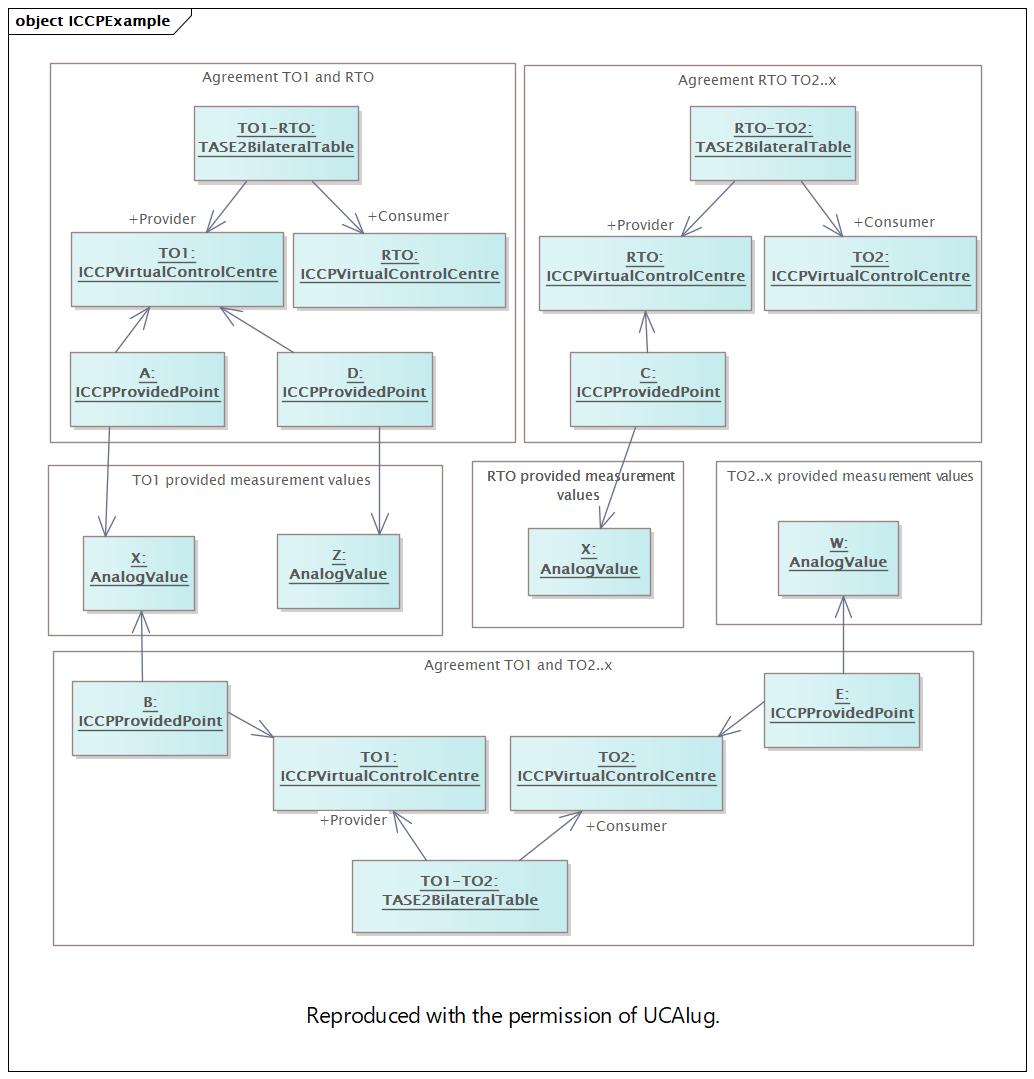 object ICCPExample
Agreement TO1 and RTO
TO1-RTO:
TASE2BilateralTable
+Provider
+Consumer
TO1:
ICCPVirtualControlCentre
RTO:
ICCPVirtualControlCentre
A:
ICCPProvidedPoint
D:
ICCPProvidedPoint
Agreement RTO TO2..x
RTO-TO2:
TASE2BilateralTable
+Provider
+Consumer
RTO:
ICCPVirtualControlCentre
TO2:
ICCPVirtualControlCentre
C:
ICCPProvidedPoint
TO1 provided measurement values
X:
AnalogValue
Z:
AnalogValue
RTO provided measurement
values
X:
AnalogValue
TO2..x provided measurement values
W:
AnalogValue
Agreement TO1 and TO2..x
B:
ICCPProvidedPoint
E:
ICCPProvidedPoint
TO1:
ICCPVirtualControlCentre
TO2:
ICCPVirtualControlCentre
+Provider
+Consumer
TO1-TO2:
TASE2BilateralTable
Reproduced with the permission of UCAIug.